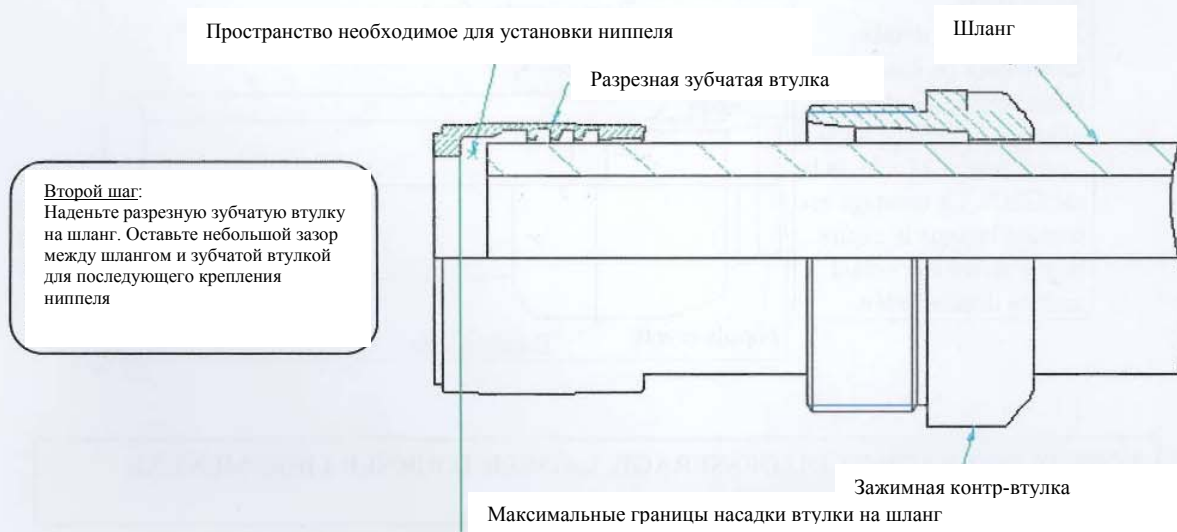 Пространство необходимое для установки ниппеля
Шланг
Разрезная зубчатая втулка
Второй шаг:
Наденьте разрезную зубчатую втулку
на шланг. Оставьте небольшой зазор
между шлангом и зубчатой втулкой
для последующего крепления
ниппеля
Зажимная контр-втулка
Максимальные границы насадки втулки на шланг